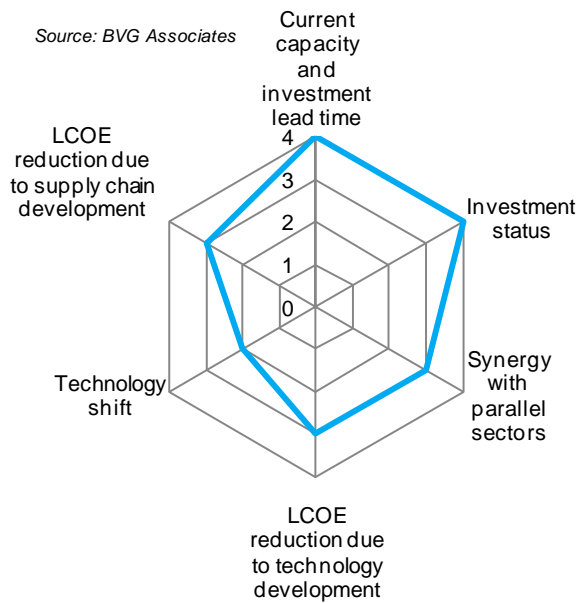 Source: BVG Associates
Current
capacity
and
investment
lead time
LCOE
reduction due
to supply chain
development
4
3
2
1
0
Investment
status
Technology
shift
Synergy
with
parallel
sectors
LCOE
reduction due
to technology
development